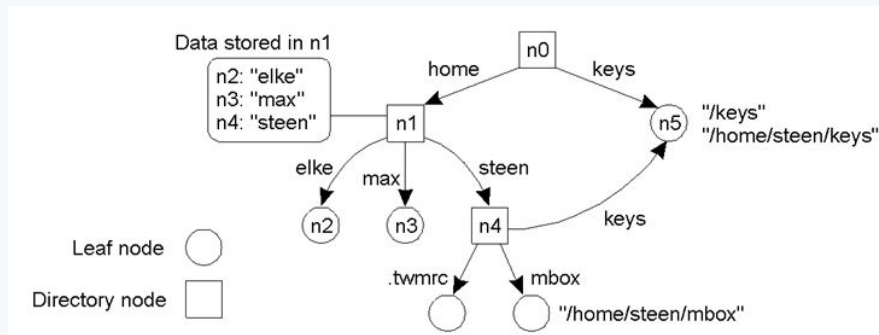 Data stored in n1
n2: "elke"
n3: "max"
n4: "steen"
n0
home
keys
n1
n5
"/keys"
"/home/steen/keys"
elke
max
steen
n2
n3
n4
keys
Leaf node
.twmrc
mbox
Directory node
"/home/steen/mbox"